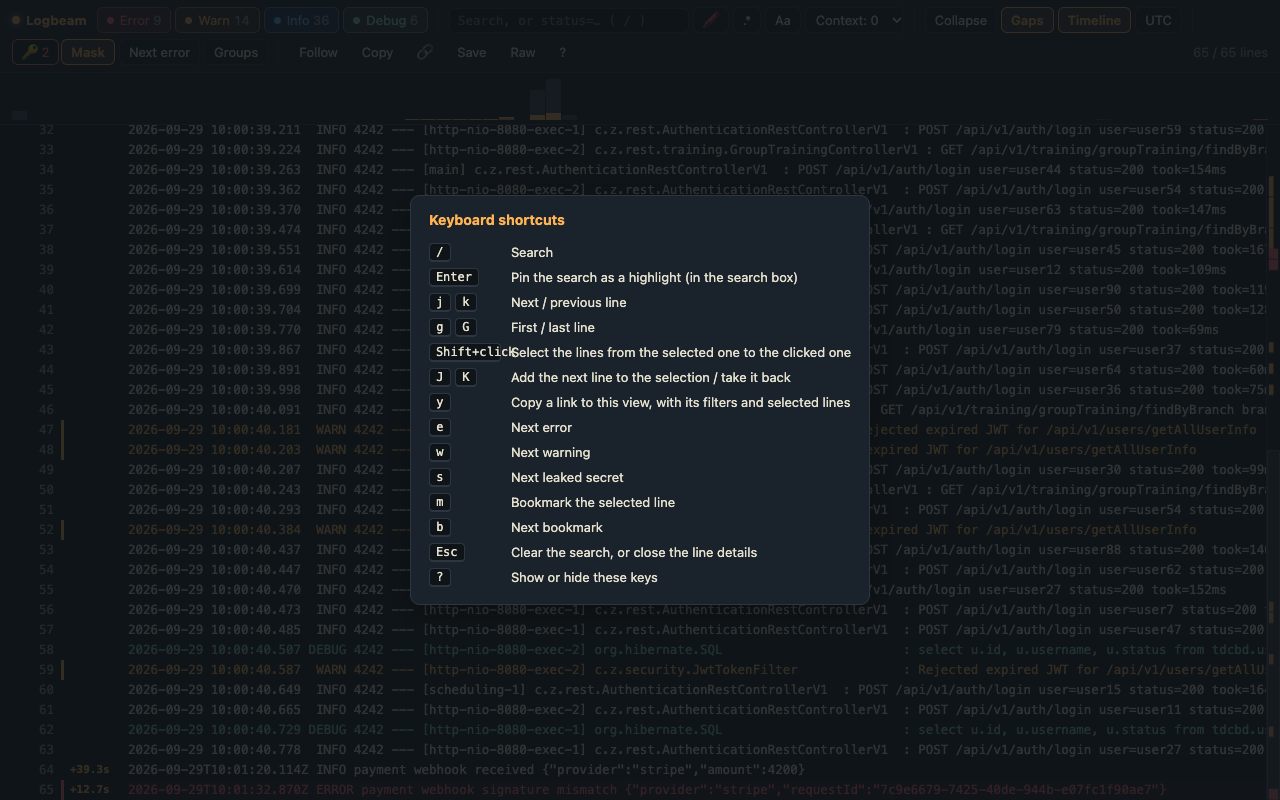 Logbeam Error 9 Warn 14 Info 36 Debug 6 Search, or status=… ( / ) .* Aa Context: 0 Collapse Gaps Timeline UTC
2 Mask Next error Groups Follow Copy Save Raw ? 65 / 65 lines
32 2026-09-29 10:00:39.211 INFO 4242 --- [http-nio-8080-exec-1] c.z.rest.AuthenticationRestControllerV1 : POST /api/v1/auth/login user=user59 status=200
33 2026-09-29 10:00:39.224 INFO 4242 --- [http-nio-8080-exec-2] c.z.rest.training.GroupTrainingControllerV1 : GET /api/v1/training/groupTraining/findByBr
34 2026-09-29 10:00:39.263 INFO 4242 --- [main] c.z.rest.AuthenticationRestControllerV1 : POST /api/v1/auth/login user=user44 status=200 took=154ms
35 2026-09-29 10:00:39.362 INFO 4242 --- [http-nio-8080-exec-2] c.z.rest.AuthenticationRestControllerV1 : POST /api/v1/auth/login user=user54 status=200
36 2026-09-29 10:00:39.370 INFO 4242 /api/v1/auth/login user=user63 status=200 took=147ms
37 2026-09-29 10:00:39.474 INFO 4242 llerV1 : GET /api/v1/training/groupTraining/findByBr
38 2026-09-29 10:00:39.551 INFO 4242 ST /api/v1/auth/login user=user45 status=200 took=16
39 2026-09-29 10:00:39.614 INFO 4242 ST /api/v1/auth/login user=user12 status=200 took=109ms
40 2026-09-29 10:00:39.699 INFO 4242 ST /api/v1/auth/login user=user90 status=200 took=11
41 2026-09-29 10:00:39.704 INFO 4242 ST /api/v1/auth/login user=user50 status=200 took=12
42 2026-09-29 10:00:39.770 INFO 4242 /api/v1/auth/login user=user79 status=200 took=69ms
43 2026-09-29 10:00:39.867 INFO 4242 : POST /api/v1/auth/login user=user37 status=200
44 2026-09-29 10:00:39.891 INFO 4242 ST /api/v1/auth/login user=user64 status=200 took=60
45 2026-09-29 10:00:39.998 INFO 4242 ST /api/v1/auth/login user=user36 status=200 took=75
46 2026-09-29 10:00:40.091 INFO 4242 GET /api/v1/training/groupTraining/findByBranch bran
47 2026-09-29 10:00:40.181 WARN 4242 ejected expired JWT for /api/v1/users/getAllUserInfo
48 2026-09-29 10:00:40.203 WARN 4242 expired JWT for /api/v1/users/getAllUserInfo
49 2026-09-29 10:00:40.207 INFO 4242 ST /api/v1/auth/login user=user30 status=200 took=99
50 2026-09-29 10:00:40.243 INFO 4242 llerV1 : GET /api/v1/training/groupTraining/findByBr
51 2026-09-29 10:00:40.293 INFO 4242 : POST /api/v1/auth/login user=user54 status=200
52 2026-09-29 10:00:40.384 WARN 4242 expired JWT for /api/v1/users/getAllUserInfo
53 2026-09-29 10:00:40.437 INFO 4242 ST /api/v1/auth/login user=user88 status=200 took=14
54 2026-09-29 10:00:40.447 INFO 4242 : POST /api/v1/auth/login user=user62 status=200
55 2026-09-29 10:00:40.470 INFO 4242 ST /api/v1/auth/login user=user27 status=200 took=152ms
56 2026-09-29 10:00:40.473 INFO 4242 --- [http-nio-8080-exec-1] c.z.rest.AuthenticationRestControllerV1 : POST /api/v1/auth/login user=user7 status=200
57 2026-09-29 10:00:40.485 INFO 4242 --- [http-nio-8080-exec-1] c.z.rest.AuthenticationRestControllerV1 : POST /api/v1/auth/login user=user47 status=200
58 2026-09-29 10:00:40.507 DEBUG 4242 --- [http-nio-8080-exec-2] org.hibernate.SQL : select u.id, u.username, u.status from tdcbd.u
59 2026-09-29 10:00:40.587 WARN 4242 --- [http-nio-8080-exec-2] c.z.security.JwtTokenFilter : Rejected expired JWT for /api/v1/users/getAllU
60 2026-09-29 10:00:40.649 INFO 4242 --- [scheduling-1] c.z.rest.AuthenticationRestControllerV1 : POST /api/v1/auth/login user=user15 status=200 took=16
61 2026-09-29 10:00:40.665 INFO 4242 --- [http-nio-8080-exec-2] c.z.rest.AuthenticationRestControllerV1 : POST /api/v1/auth/login user=user11 status=200
62 2026-09-29 10:00:40.729 DEBUG 4242 --- [http-nio-8080-exec-1] org.hibernate.SQL : select u.id, u.username, u.status from tdcbd.u
63 2026-09-29 10:00:40.778 INFO 4242 --- [http-nio-8080-exec-2] c.z.rest.AuthenticationRestControllerV1 : POST /api/v1/auth/login user=user27 status=200
64 +39.3s 2026-09-29T10:01:20.114Z INFO payment webhook received {"provider":"stripe","amount":4200}
65 +12.7s 2026-09-29T10:01:32.870Z ERROR payment webhook signature mismatch {"provider":"stripe","requestId":"7c9e6679-7425-40de-944b-e07fc1f90ae7"}
Keyboard shortcuts
/ Search
Enter Pin the search as a highlight (in the search box)
j k Next / previous line
g G First / last line
Shift+click Select the lines from the selected one to the clicked one
J K Add the next line to the selection / take it back
y Copy a link to this view, with its filters and selected lines
e Next error
w Next warning
s Next leaked secret
m Bookmark the selected line
b Next bookmark
Esc Clear the search, or close the line details
? Show or hide these keys